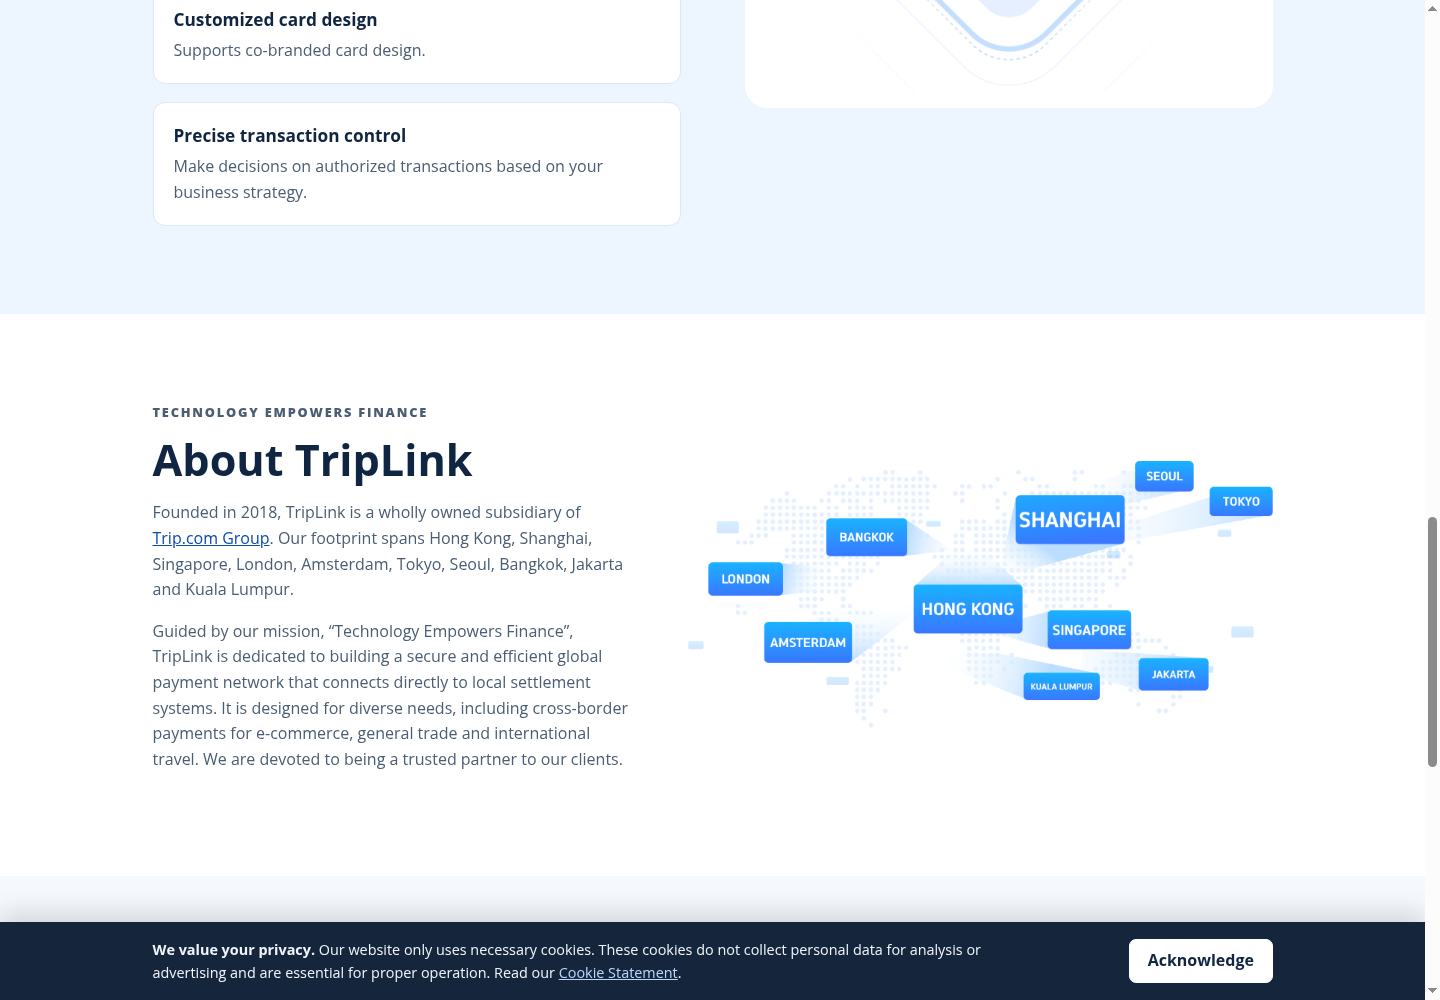 Customized card design
Supports co-branded card design.
Precise transaction control
Make decisions on authorized transactions based on your
business strategy.
TECHNOLOGY EMPOWERS FINANCE
About TripLink
Founded in 2018, TripLink is a wholly owned subsidiary of
Trip.com Group. Our footprint spans Hong Kong, Shanghai,
Singapore, London, Amsterdam, Tokyo, Seoul, Bangkok, Jakarta
and Kuala Lumpur.
Guided by our mission, “Technology Empowers Finance”,
TripLink is dedicated to building a secure and efficient global
payment network that connects directly to local settlement
systems. It is designed for diverse needs, including cross-border
payments for e-commerce, general trade and international
travel. We are devoted to being a trusted partner to our clients.
SEOUL
TOKYO
SHANGHAI
BANGKOK
LONDON
HONG KONG
SINGAPORE
AMSTERDAM
JAKARTA
KUALA LUMPUR
We value your privacy. Our website only uses necessary cookies. These cookies do not collect personal data for analysis or
advertising and are essential for proper operation. Read our Cookie Statement.
Acknowledge